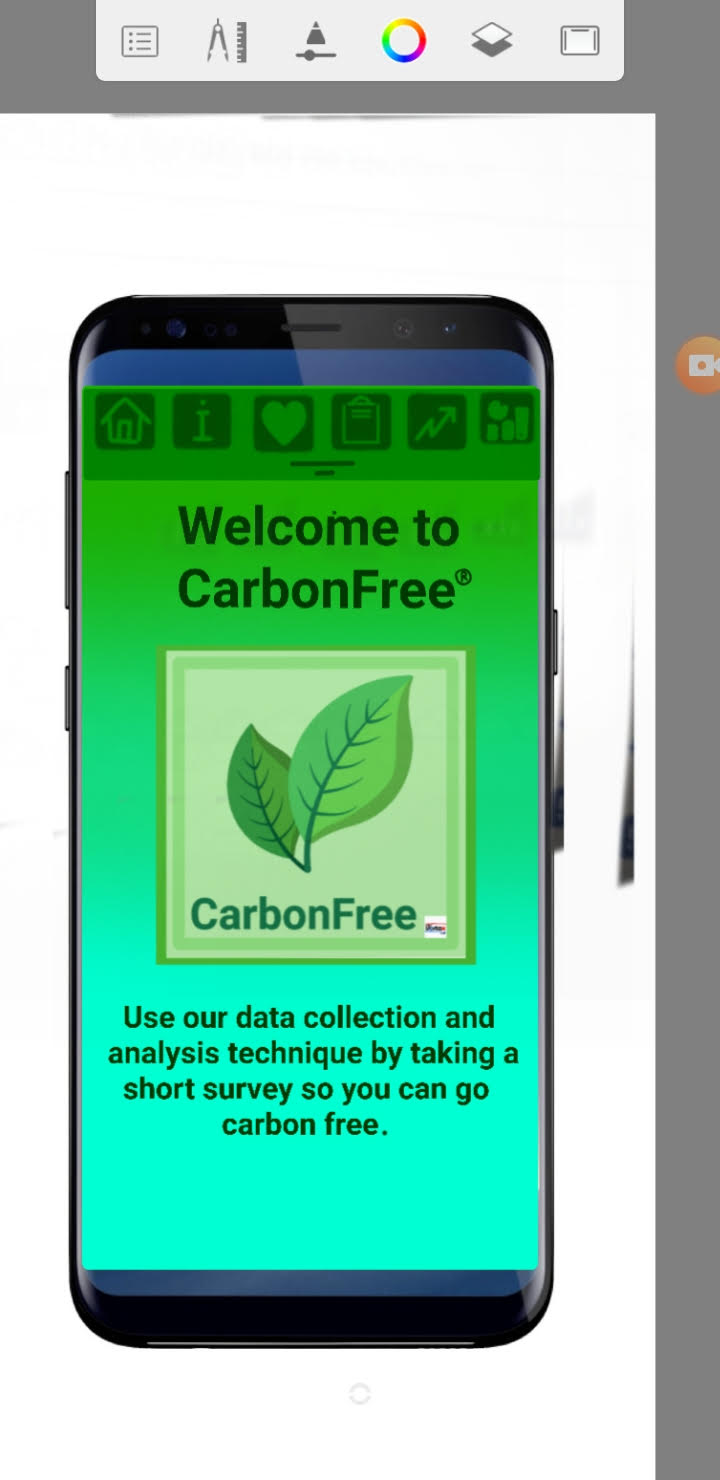 Welcome to
CarbonFree®
CarbonFree
Use our data collection and
analysis technique by taking a
short survey so you can go
carbon free.